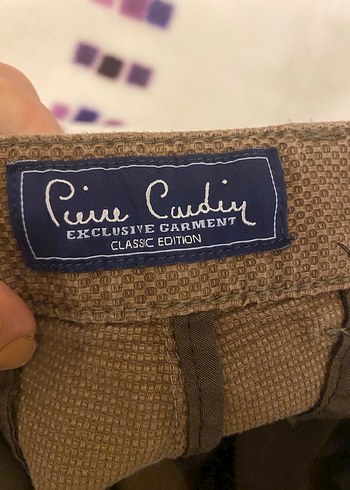 Pierre Cardin
EXCLUSIVE GARMENT
CLASSIC EDITION